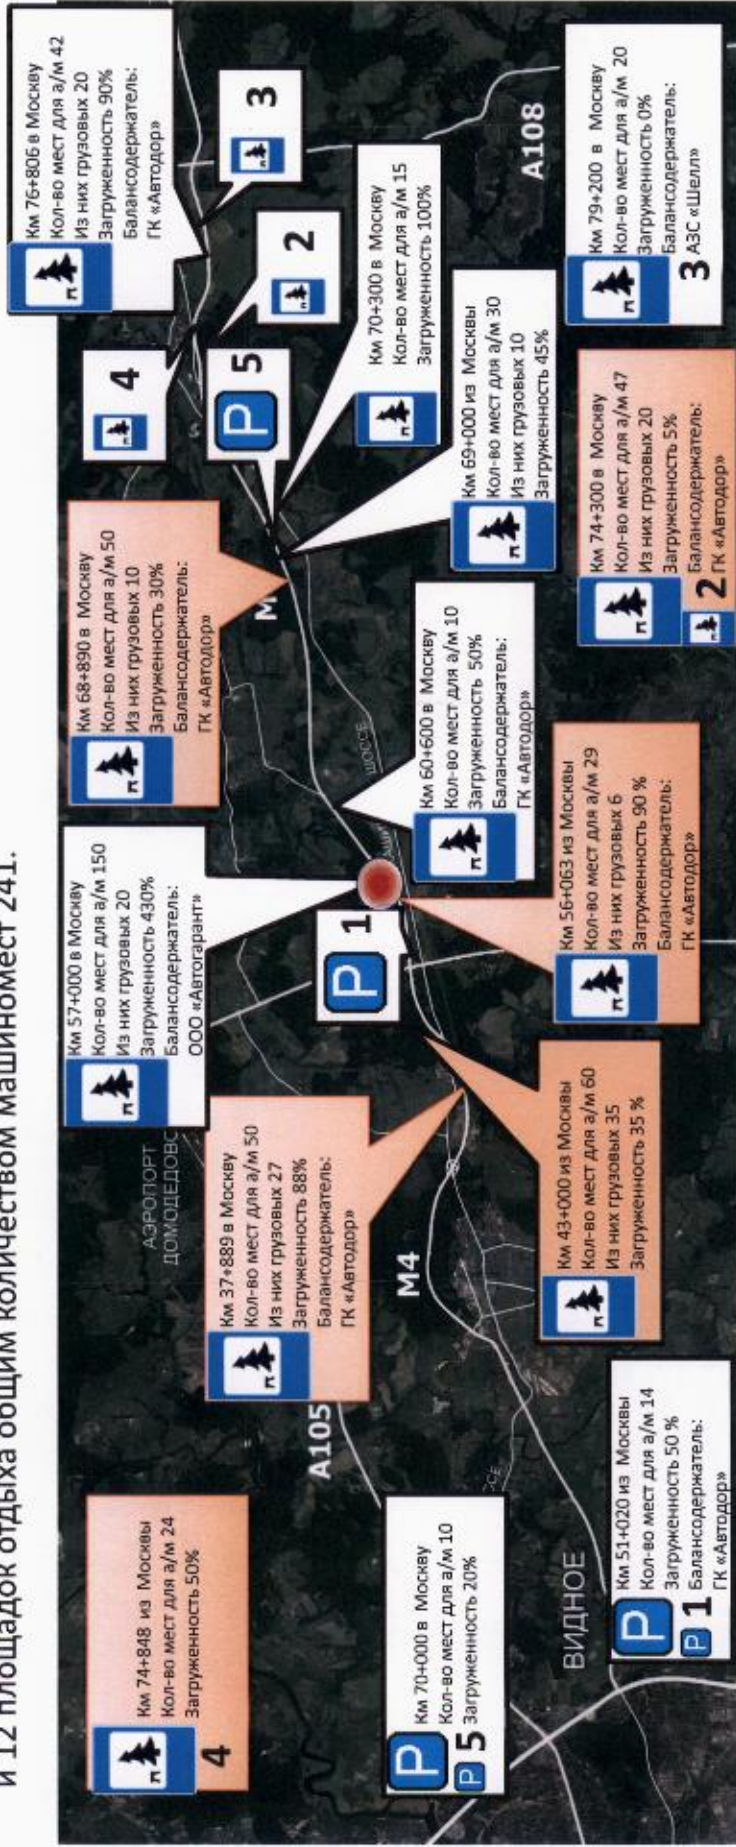 и 12 площадок отдыха общим количеством машиномест 241.
Км 74+848 из Москвы
Кол-во мест для а/м 24
Загруженность 50%
4
А105
Км 37+889 в Москву
Кол-во мест для а/м 50
Из них грузовых 27
Загруженность 88%
Балансодержатель:
ГК «Автодор»
АЭРОПОРТ
ДОМОДЕДОВО
Км 57+000 в Москву
Кол-во мест для а/м 150
Из них грузовых 20
Загруженность 430%
Балансодержатель:
ООО «Автогарант»
Км 68+890 в Москву
Кол-во мест для а/м 50
Из них грузовых 10
Загруженность 30%
Балансодержатель:
ГК «Автодор»
4
Км 76+806 в Москву
Кол-во мест для а/м 42
Из них грузовых 20
Загруженность 90%
Балансодержатель:
ГК «Автодор»
3
2
P 5
P 1
М4
М
ШОССЕ
Км 70+300 в Москву
Кол-во мест для а/м 15
Загруженность 100%
А108
Км 69+000 из Москвы
Кол-во мест для а/м 30
Из них грузовых 10
Загруженность 45%
Км 60+600 в Москву
Кол-во мест для а/м 10
Загруженность 50%
Балансодержатель:
ГК «Автодор»
P
Км 70+000 в Москву
Кол-во мест для а/м 10
Загруженность 20%
P 5
ССЕ
ВИДНОЕ
P
Км 51+020 из Москвы
Кол-во мест для а/м 14
Загруженность 50 %
Балансодержатель:
ГК «Автодор»
P 1
Км 43+000 из Москвы
Кол-во мест для а/м 60
Из них грузовых 35
Загруженность 35 %
Км 56+063 из Москвы
Кол-во мест для а/м 29
Из них грузовых 6
Загруженность 90 %
Балансодержатель:
ГК «Автодор»
Км 74+300 в Москву
Кол-во мест для а/м 47
Из них грузовых 20
Загруженность 5%
Балансодержатель:
2 ГК «Автодор»
Км 79+200 в Москву
Кол-во мест для а/м 20
Загруженность 0%
Балансодержатель:
3 АЗС «Шелл»